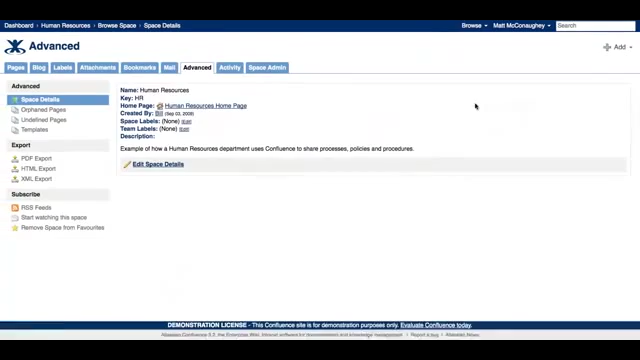 Dashboard > Human Resources > Browse Space > Space Details
Browse Matt McConaughey Search
Advanced
Add
Pages Blog Labels Attachments Bookmarks Mail Advanced Activity Space Admin
Advanced
Space Details
Orphaned Pages
Undefined Pages
Templates
Export
PDF Export
HTML Export
XML Export
Subscribe
RSS Feeds
Start watching this space
Remove Space from Favourites
Name: Human Resources
Key: HR
Home Page: Human Resources Home Page
Created By: Bill (Sep 03, 2009)
Space Labels: (None)
Team Labels: (None)
Description:
Example of how a Human Resources department uses Confluence to share processes, policies and procedures.
Edit Space Details
DEMONSTRATION LICENSE - This Confluence site is for demonstration purposes only. Evaluate Confluence today.